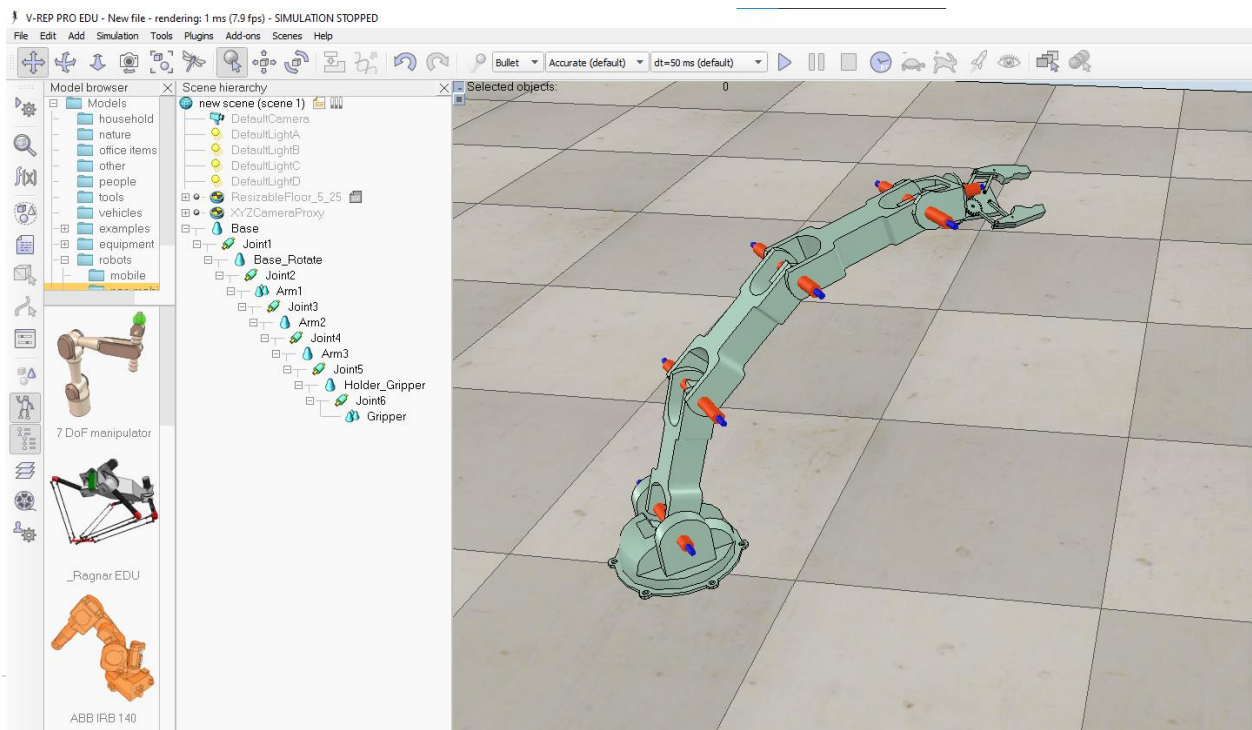 V-REP PRO EDU - New file - rendering: 1 ms (7.9 fps) - SIMULATION STOPPED
File Edit Add Simulation Tools Plugins Add-ons Scenes Help
Bullet Accurate (default) dt=50 ms (default)
Model browser
Models
household
nature
office items
other
people
tools
vehicles
examples
equipment
robots
mobile
7 DoF manipulator
_Ragnar EDU
ABB IRB 140
Scene hierarchy
new scene (scene 1)
DefaultCamera
DefaultLightA
DefaultLightB
DefaultLightC
DefaultLightD
ResizableFloor_5_25
XYZCameraProxy
Base
Joint1
Base_Rotate
Joint2
Arm1
Joint3
Arm2
Joint4
Arm3
Joint5
Holder_Gripper
Joint6
Gripper
Selected objects: 0
f(x)